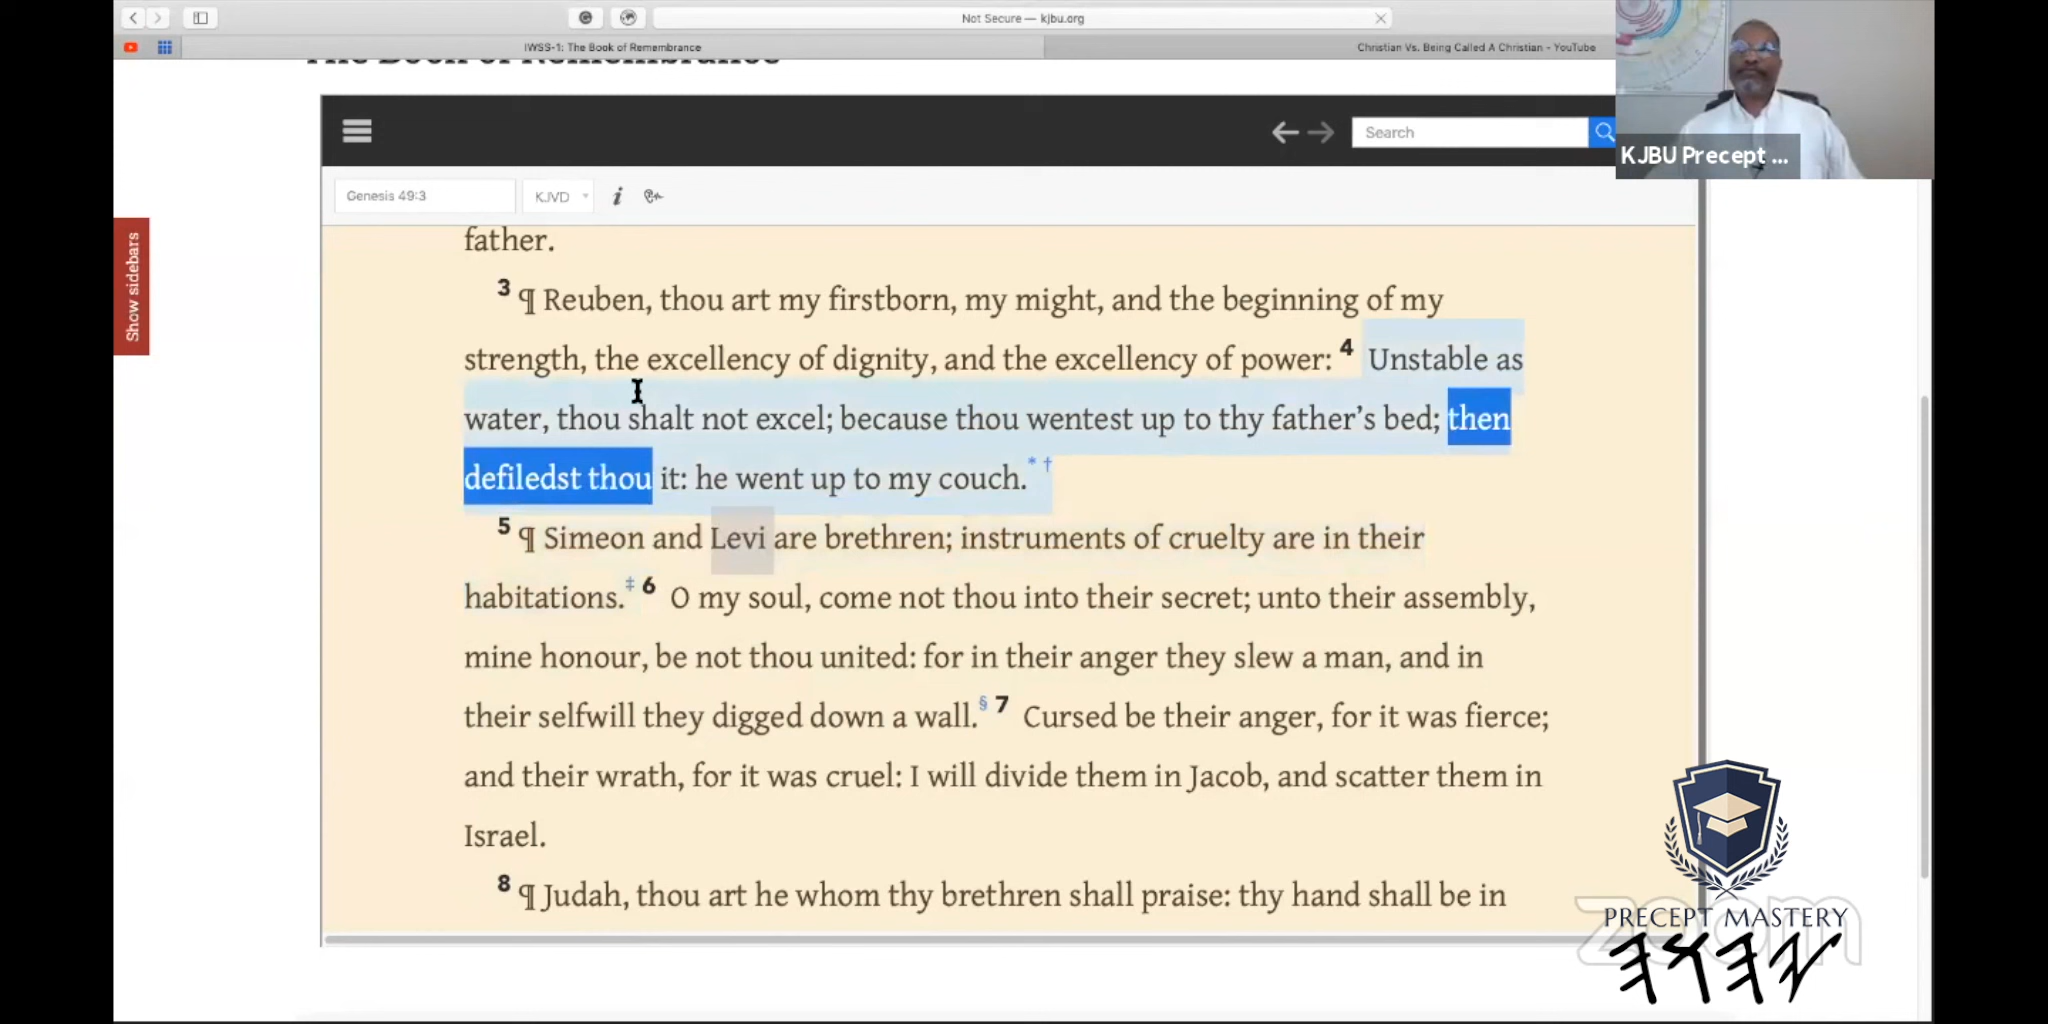 Not Secure — kjbu.org
IWSS-1: The Book of Remembrance
Christian Vs. Being Called A Christian - YouTube
The Book of Remembrance
Search
KJBU Precept ...
Genesis 49:3
KJVD
i
Show sidebars
father.
3 ¶ Reuben, thou art my firstborn, my might, and the beginning of my
strength, the excellency of dignity, and the excellency of power: 4 Unstable as
water, thou shalt not excel; because thou wentest up to thy father’s bed; then
defiledst thou it: he went up to my couch.* †
5 ¶ Simeon and Levi are brethren; instruments of cruelty are in their
habitations.‡ 6 O my soul, come not thou into their secret; unto their assembly,
mine honour, be not thou united: for in their anger they slew a man, and in
their selfwill they digged down a wall.§ 7 Cursed be their anger, for it was fierce;
and their wrath, for it was cruel: I will divide them in Jacob, and scatter them in
Israel.
8 ¶ Judah, thou art he whom thy brethren shall praise: thy hand shall be in
PRECEPT MASTERY
zoom
𐤉𐤄𐤅𐤄